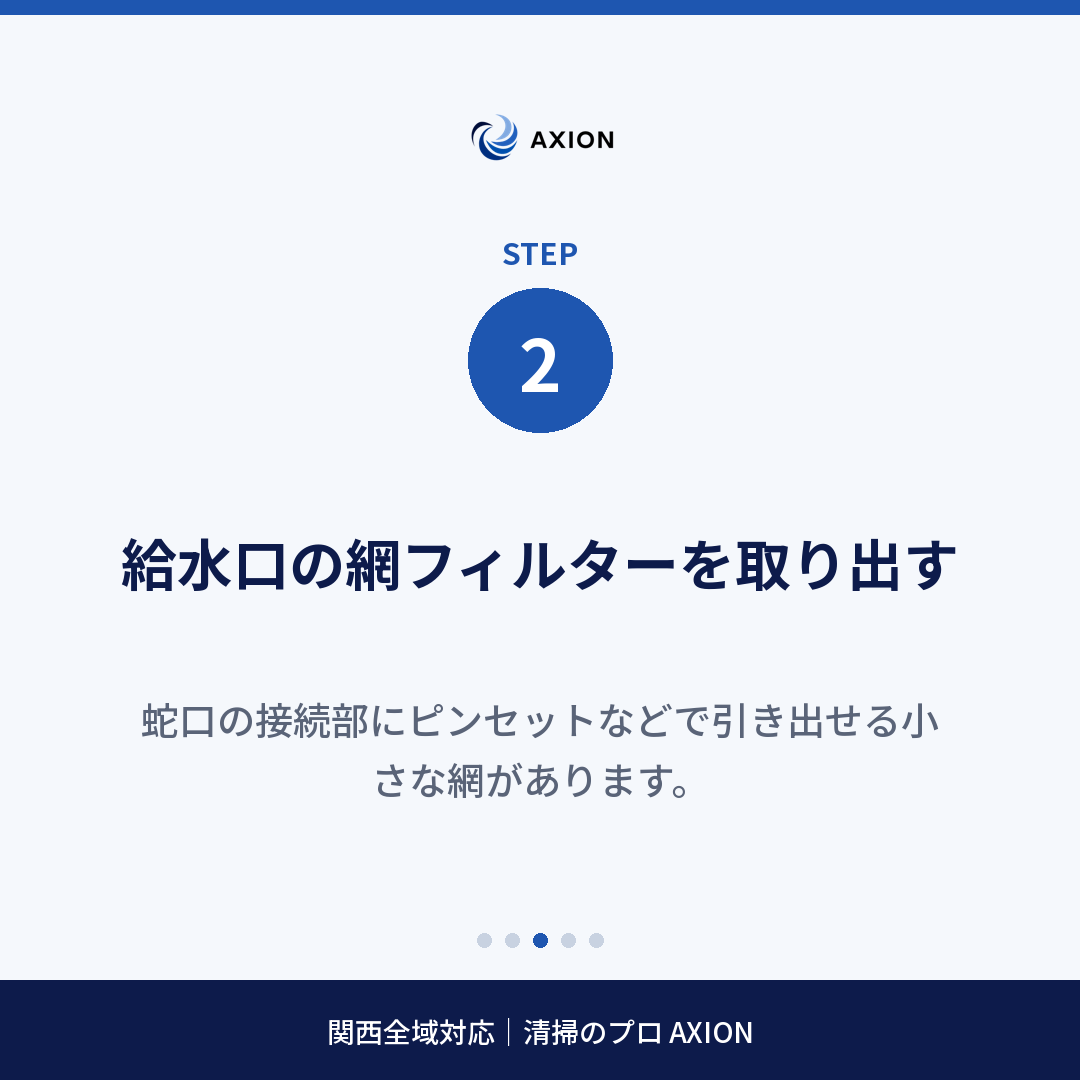 AXION
STEP
2
給水口の網フィルターを取り出す
蛇口の接続部にピンセットなどで引き出せる小
さな網があります。
関西全域対応｜清掃のプロ AXION